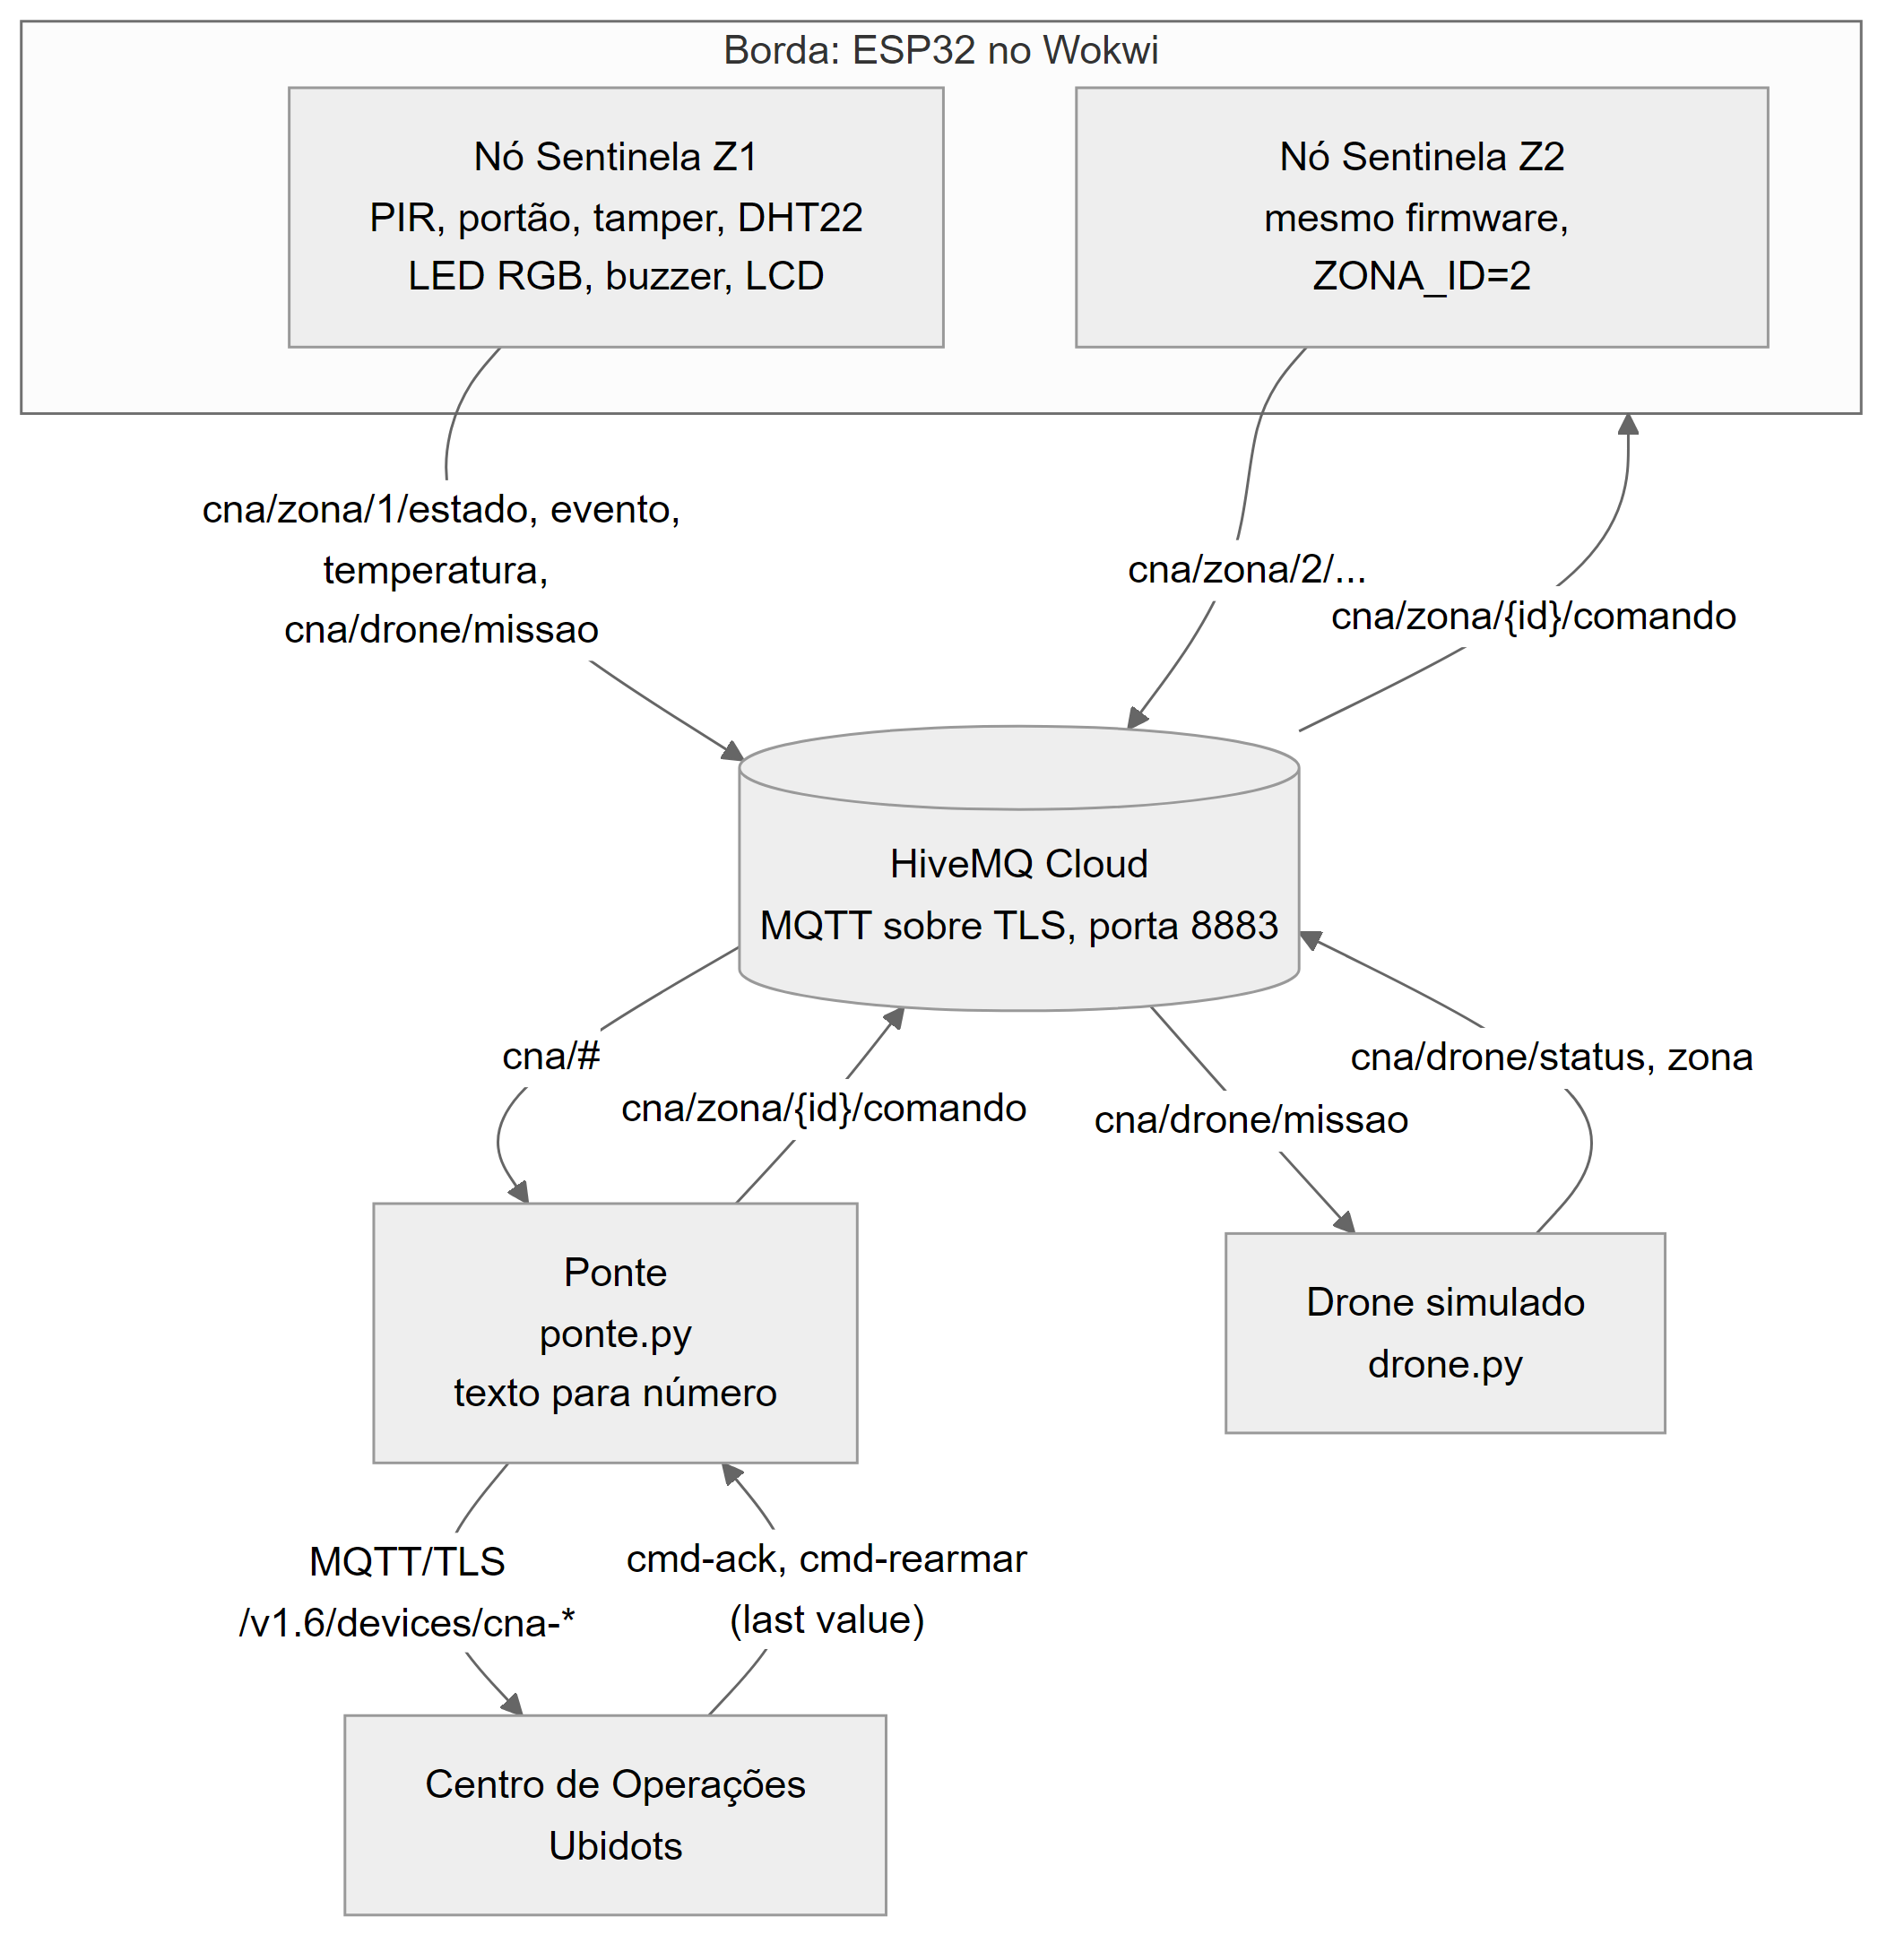 Borda: ESP32 no Wokwi
Nó Sentinela Z1
PIR, portão, tamper, DHT22
LED RGB, buzzer, LCD
Nó Sentinela Z2
mesmo firmware,
ZONA_ID=2
cna/zona/1/estado, evento,
temperatura,
cna/drone/missao
cna/zona/2/...
cna/zona/{id}/comando
HiveMQ Cloud
MQTT sobre TLS, porta 8883
cna/#
cna/zona/{id}/comando
cna/drone/missao
cna/drone/status, zona
Ponte
ponte.py
texto para número
Drone simulado
drone.py
MQTT/TLS
/v1.6/devices/cna-*
cmd-ack, cmd-rearmar
(last value)
Centro de Operações
Ubidots